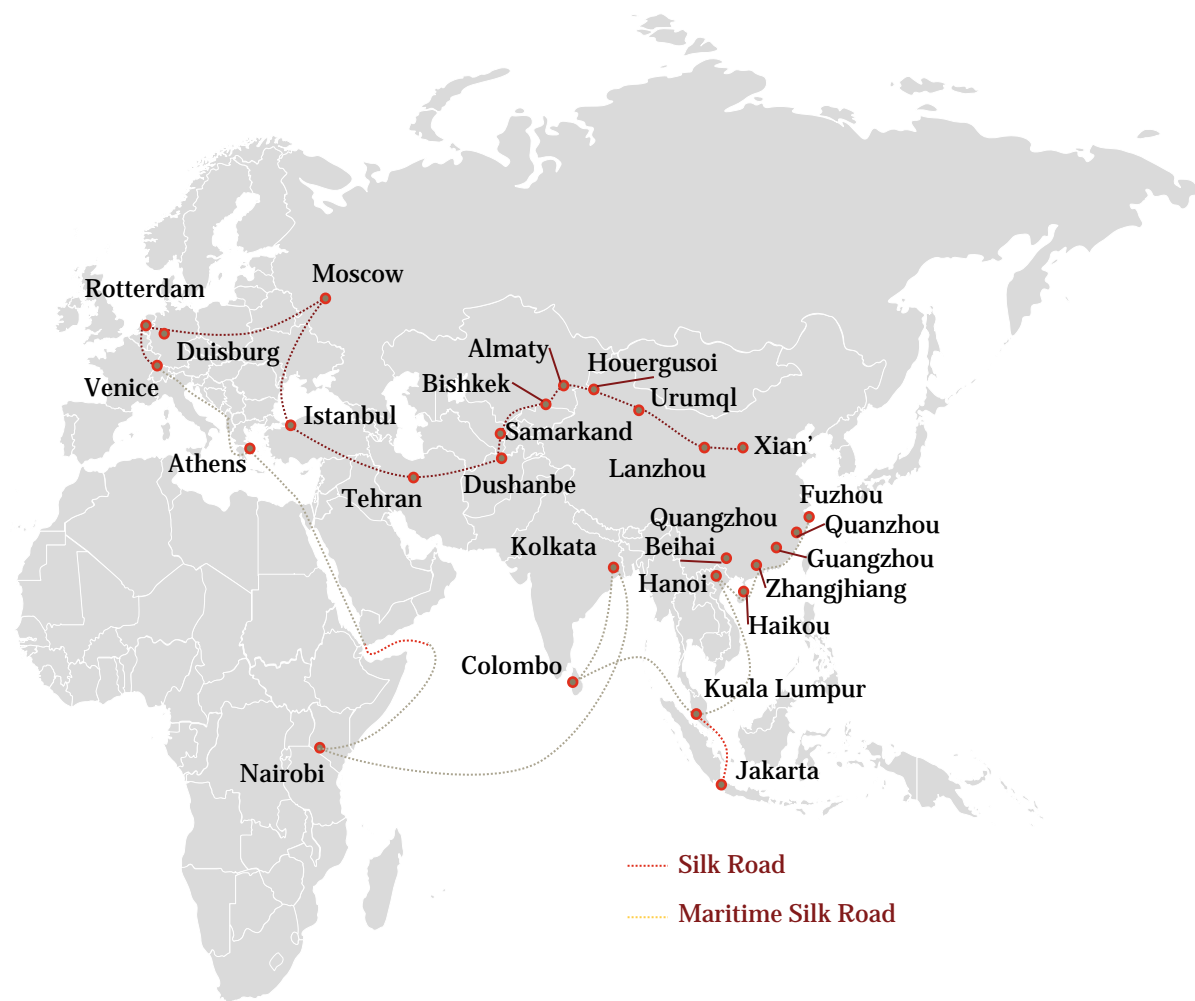 Moscow
Rotterdam
Duisburg
Venice
Almaty
Houergusoi
Bishkek
Urumql
Istanbul
Samarkand
Xian’
Athens
Lanzhou
Dushanbe
Tehran
Fuzhou
Quangzhou
Quanzhou
Kolkata
Beihai
Guangzhou
Hanoi
Zhangjhiang
Haikou
Colombo
Kuala Lumpur
Nairobi
Jakarta
Silk Road
Maritime Silk Road